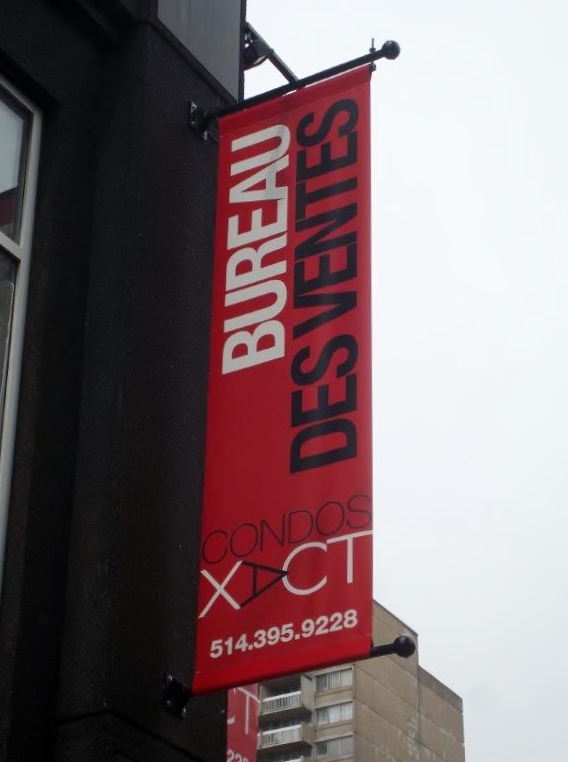 BUREAU
DES VENTES
CONDOS
XACT
514.395.9228